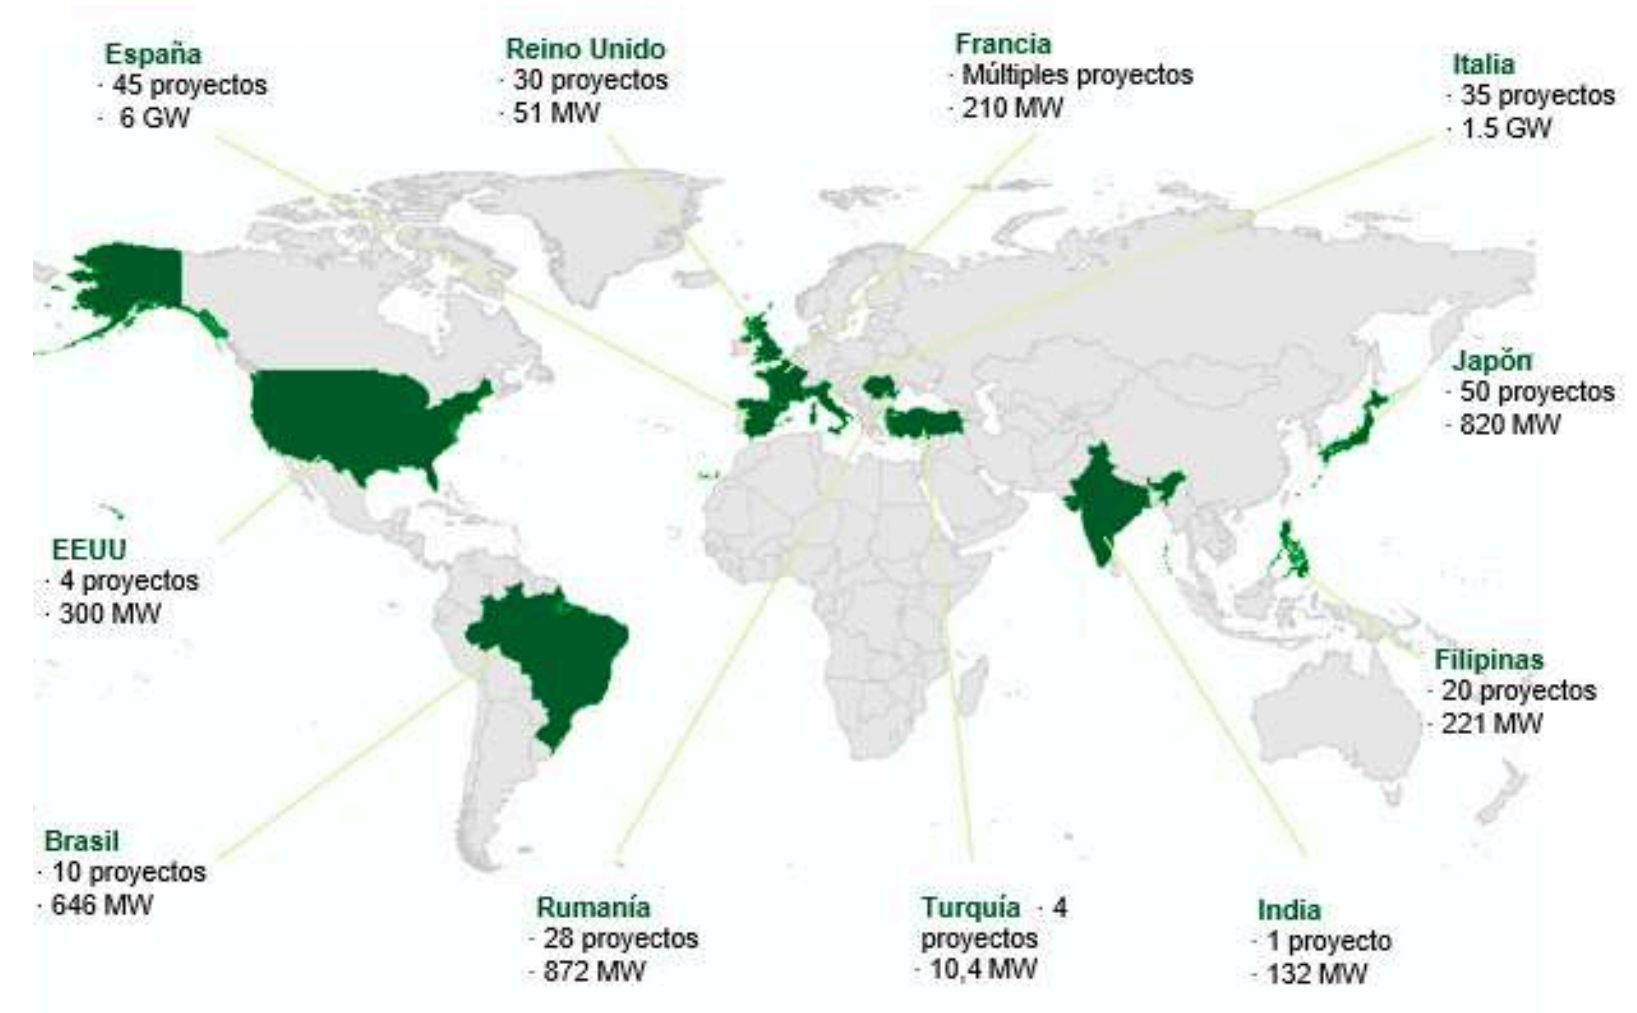 España
· 45 proyectos
· 6 GW
Reino Unido
· 30 proyectos
· 51 MW
Francia
· Múltiples proyectos
· 210 MW
Italia
· 35 proyectos
· 1.5 GW
Japŏn
· 50 proyectos
· 820 MW
EEUU
· 4 proyectos
· 300 MW
Filipinas
· 20 proyectos
· 221 MW
Brasil
· 10 proyectos
· 646 MW
Rumanía
· 28 proyectos
· 872 MW
Turquía · 4
proyectos
· 10,4 MW
India
· 1 proyecto
· 132 MW